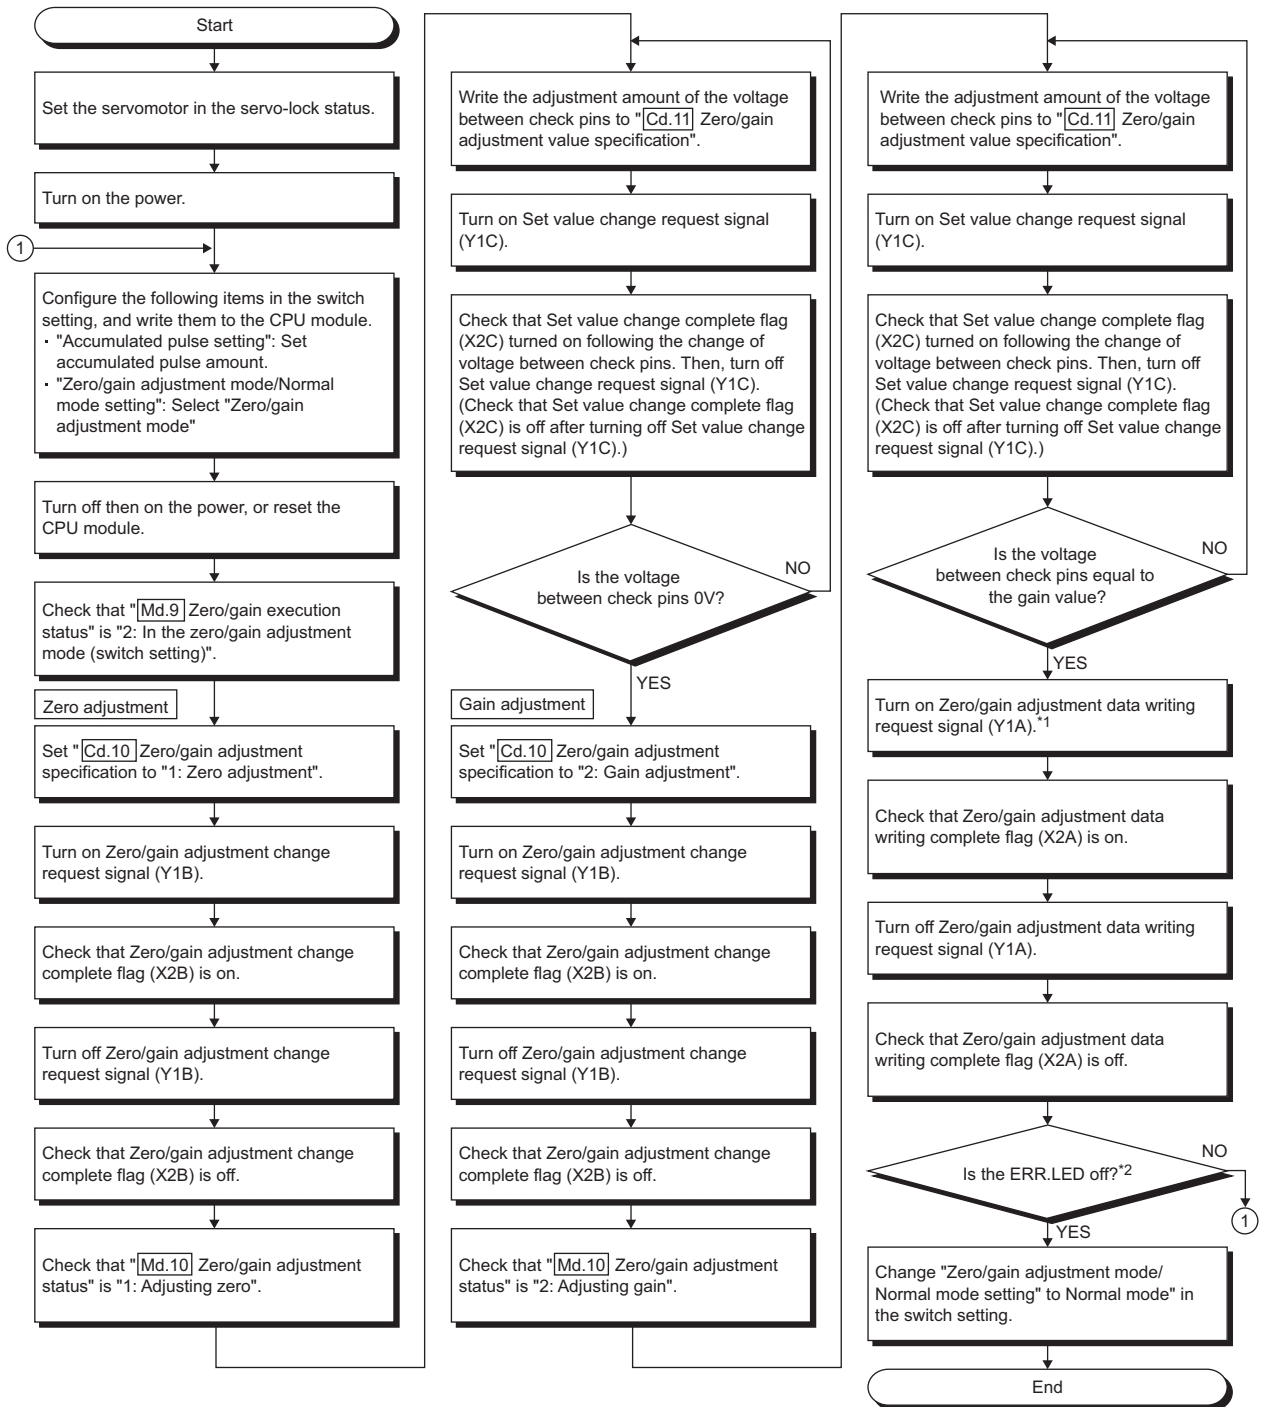 Start
Set the servomotor in the servo-lock status.
Turn on the power.
1
Configure the following items in the switch
setting, and write them to the CPU module.
· "Accumulated pulse setting": Set
accumulated pulse amount.
· "Zero/gain adjustment mode/Normal
mode setting": Select "Zero/gain
adjustment mode"
Turn off then on the power, or reset the
CPU module.
Check that "Md.9 Zero/gain execution
status" is "2: In the zero/gain adjustment
mode (switch setting)".
Zero adjustment
Set "Cd.10 Zero/gain adjustment
specification to "1: Zero adjustment".
Turn on Zero/gain adjustment change
request signal (Y1B).
Check that Zero/gain adjustment change
complete flag (X2B) is on.
Turn off Zero/gain adjustment change
request signal (Y1B).
Check that Zero/gain adjustment change
complete flag (X2B) is off.
Check that "Md.10 Zero/gain adjustment
status" is "1: Adjusting zero".
Write the adjustment amount of the voltage
between check pins to "Cd.11 Zero/gain
adjustment value specification".
Turn on Set value change request signal
(Y1C).
Check that Set value change complete flag
(X2C) turned on following the change of
voltage between check pins. Then, turn off
Set value change request signal (Y1C).
(Check that Set value change complete flag
(X2C) is off after turning off Set value change
request signal (Y1C).)
Is the voltage
between check pins 0V?
NO
YES
Gain adjustment
Set "Cd.10 Zero/gain adjustment
specification to "2: Gain adjustment".
Turn on Zero/gain adjustment change
request signal (Y1B).
Check that Zero/gain adjustment change
complete flag (X2B) is on.
Turn off Zero/gain adjustment change
request signal (Y1B).
Check that Zero/gain adjustment change
complete flag (X2B) is off.
Check that "Md.10 Zero/gain adjustment
status" is "2: Adjusting gain".
Write the adjustment amount of the voltage
between check pins to "Cd.11 Zero/gain
adjustment value specification".
Turn on Set value change request signal
(Y1C).
Check that Set value change complete flag
(X2C) turned on following the change of
voltage between check pins. Then, turn off
Set value change request signal (Y1C).
(Check that Set value change complete flag
(X2C) is off after turning off Set value change
request signal (Y1C).)
Is the voltage
between check pins equal to
the gain value?
NO
YES
Turn on Zero/gain adjustment data writing
request signal (Y1A).*1
Check that Zero/gain adjustment data
writing complete flag (X2A) is on.
Turn off Zero/gain adjustment data writing
request signal (Y1A).
Check that Zero/gain adjustment data
writing complete flag (X2A) is off.
Is the ERR.LED off?*2
NO
1
YES
Change "Zero/gain adjustment mode/
Normal mode setting" to Normal mode" in
the switch setting.
End